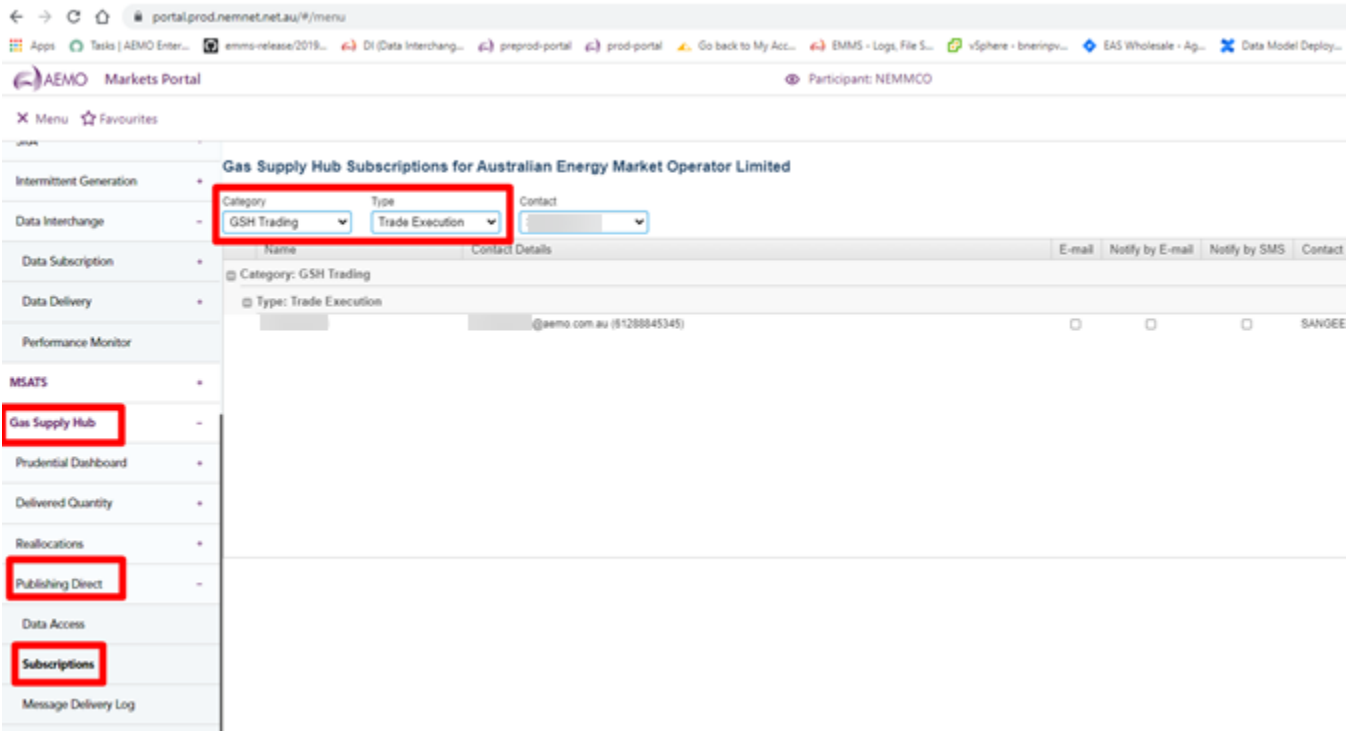 portal.prod.nemnet.net.au/#/menu
Apps Tasks | AEMO Enter... emms-release/2019... DI (Data Interchang... preprod-portal prod-portal Go back to My Acc... EMMS - Logs, File S... vSphere - bnerinpv... EAS Wholesale - Ag... Data Model Deploy...
AEMO Markets Portal Participant: NEMMCO
Menu Favourites
Gas Supply Hub Subscriptions for Australian Energy Market Operator Limited
Intermittent Generation +
Category Type Contact
Data Interchange - GSH Trading Trade Execution
Name Contact Details E-mail Notify by E-mail Notify by SMS Contact
Data Subscription +
Category: GSH Trading
Data Delivery + Type: Trade Execution
@aemo.com.au (61288845345) SANGEE
Performance Monitor
MSATS +
Gas Supply Hub -
Prudential Dashboard +
Delivered Quantity +
Reallocations +
Publishing Direct -
Data Access
Subscriptions
Message Delivery Log